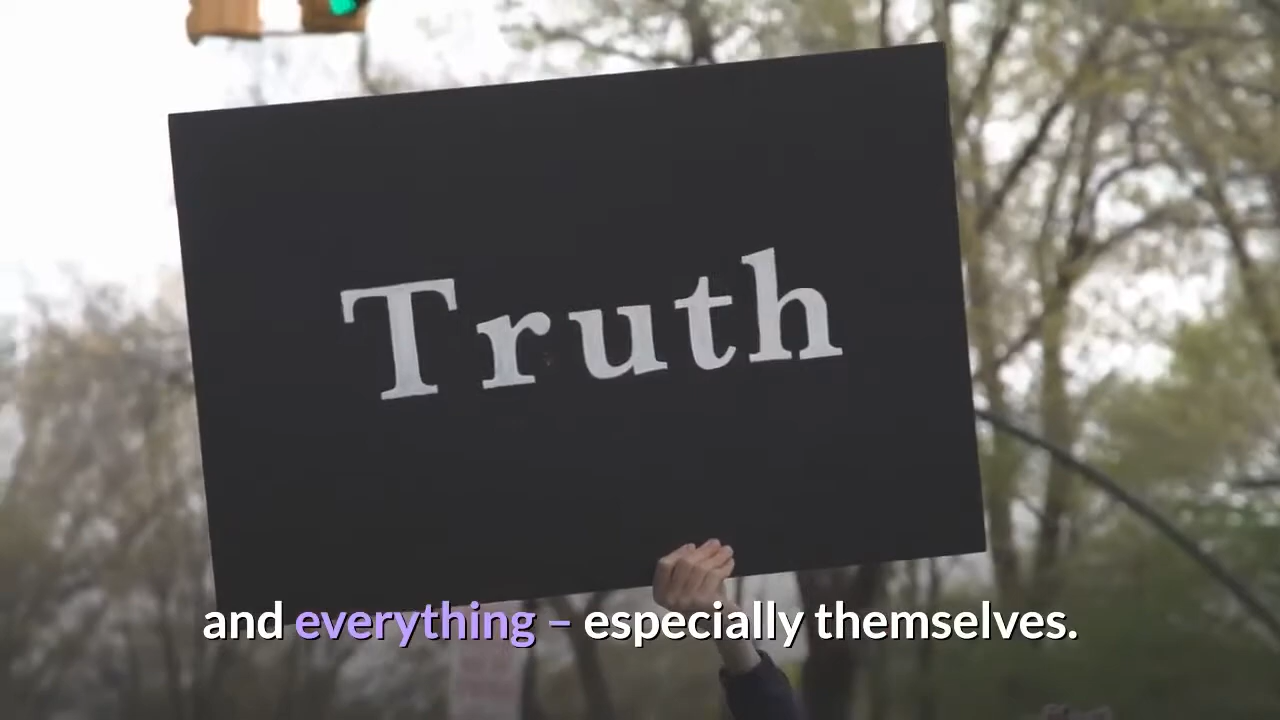 Truth
and everything – especially themselves.